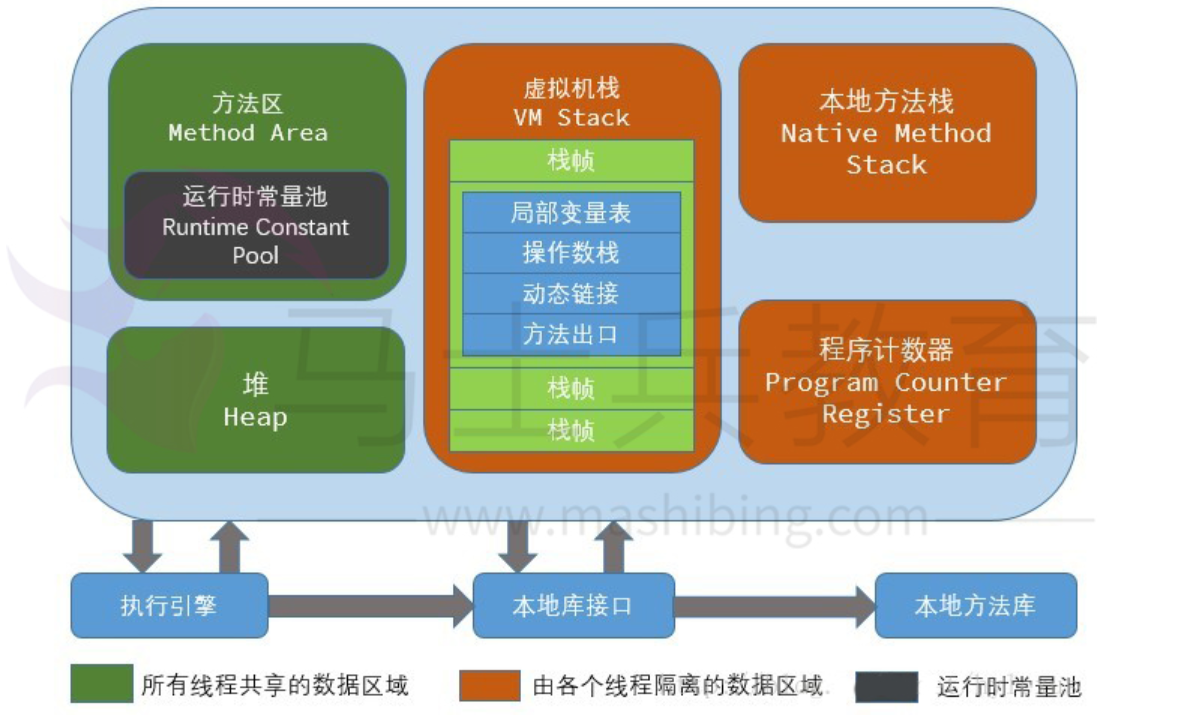 方法区
Method Area
运行时常量池
Runtime Constant
Pool
堆
Heap
虚拟机栈
VM Stack
栈帧
局部变量表
操作数栈
动态链接
方法出口
栈帧
栈帧
本地方法栈
Native Method
Stack
程序计数器
Program Counter
Register
马士兵教育
www.mashibing.com
执行引擎
本地库接口
本地方法库
所有线程共享的数据区域
由各个线程隔离的数据区域
运行时常量池